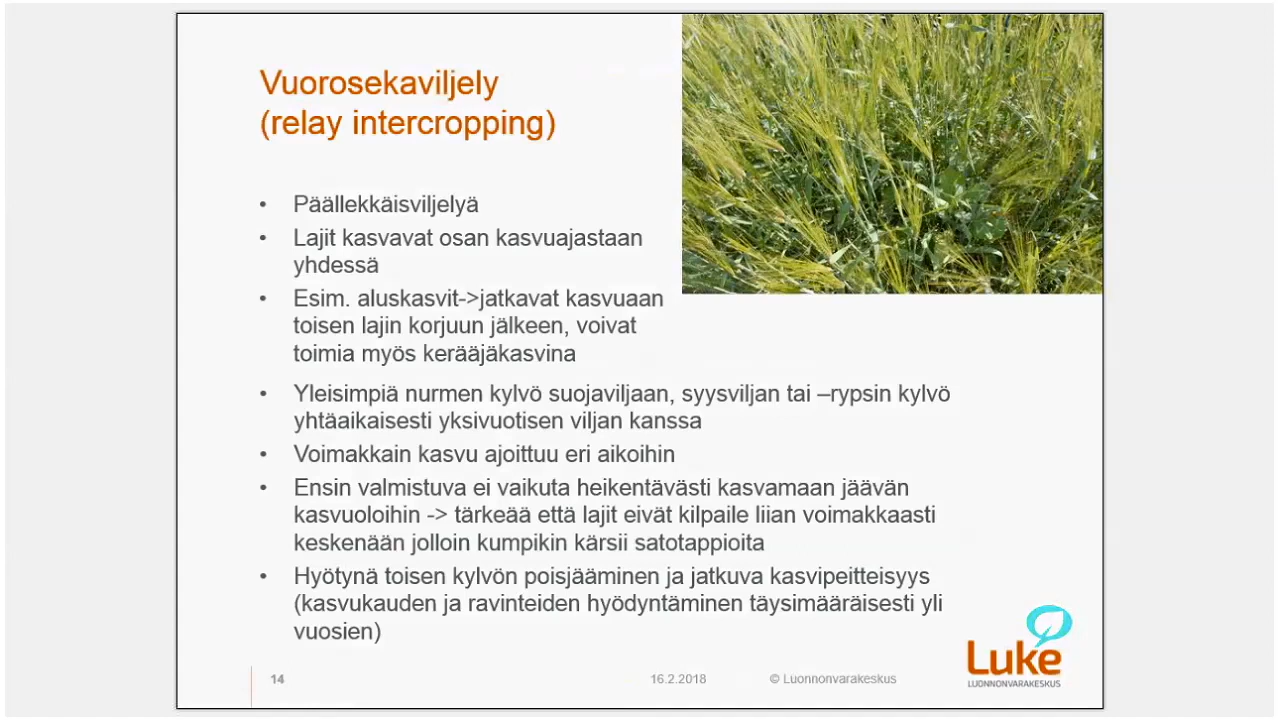 Vuorosekaviljely
(relay intercropping)
• Päällekkäisviljelyä
• Lajit kasvavat osan kasvuajastaan
yhdessä
• Esim. aluskasvit->jatkavat kasvuaan
toisen lajin korjuun jälkeen, voivat
toimia myös kerääjäkasvina
• Yleisimpiä nurmen kylvö suojaviljaan, syysviljan tai –rypsin kylvö
yhtäaikaisesti yksivuotisen viljan kanssa
• Voimakkain kasvu ajoittuu eri aikoihin
• Ensin valmistuva ei vaikuta heikentävästi kasvamaan jäävän
kasvuoloihin -> tärkeää että lajit eivät kilpaile liian voimakkaasti
keskenään jolloin kumpikin kärsii satotappioita
• Hyötynä toisen kylvön poisjääminen ja jatkuva kasvipeitteisyys
(kasvukauden ja ravinteiden hyödyntäminen täysimääräisesti yli
vuosien)
Luke
LUONNONVARAKESKUS
14 16.2.2018 © Luonnonvarakeskus